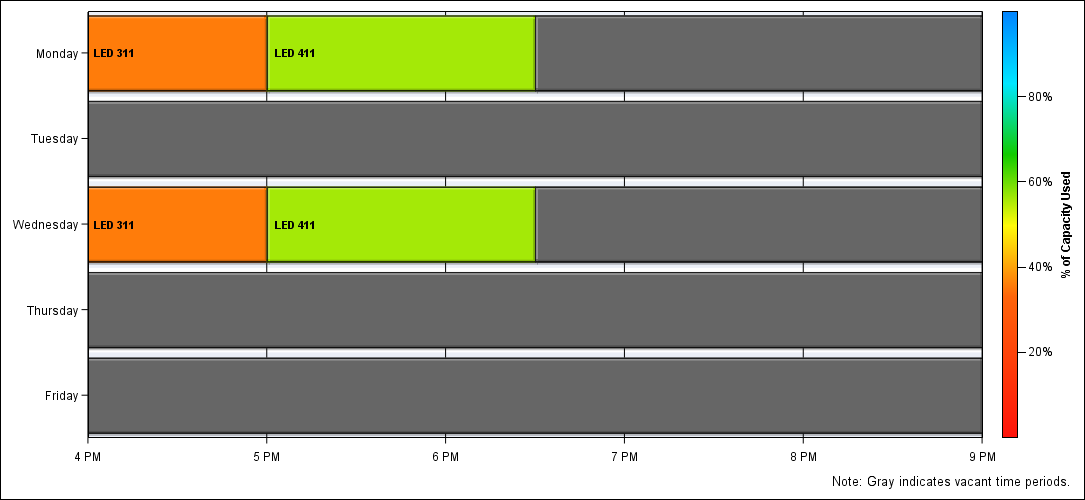 Monday
LED 311
LED 411
Tuesday
Wednesday
LED 311
LED 411
Thursday
Friday
4 PM
5 PM
6 PM
7 PM
8 PM
9 PM
80%
60%
40%
20%
% of Capacity Used
Note: Gray indicates vacant time periods.